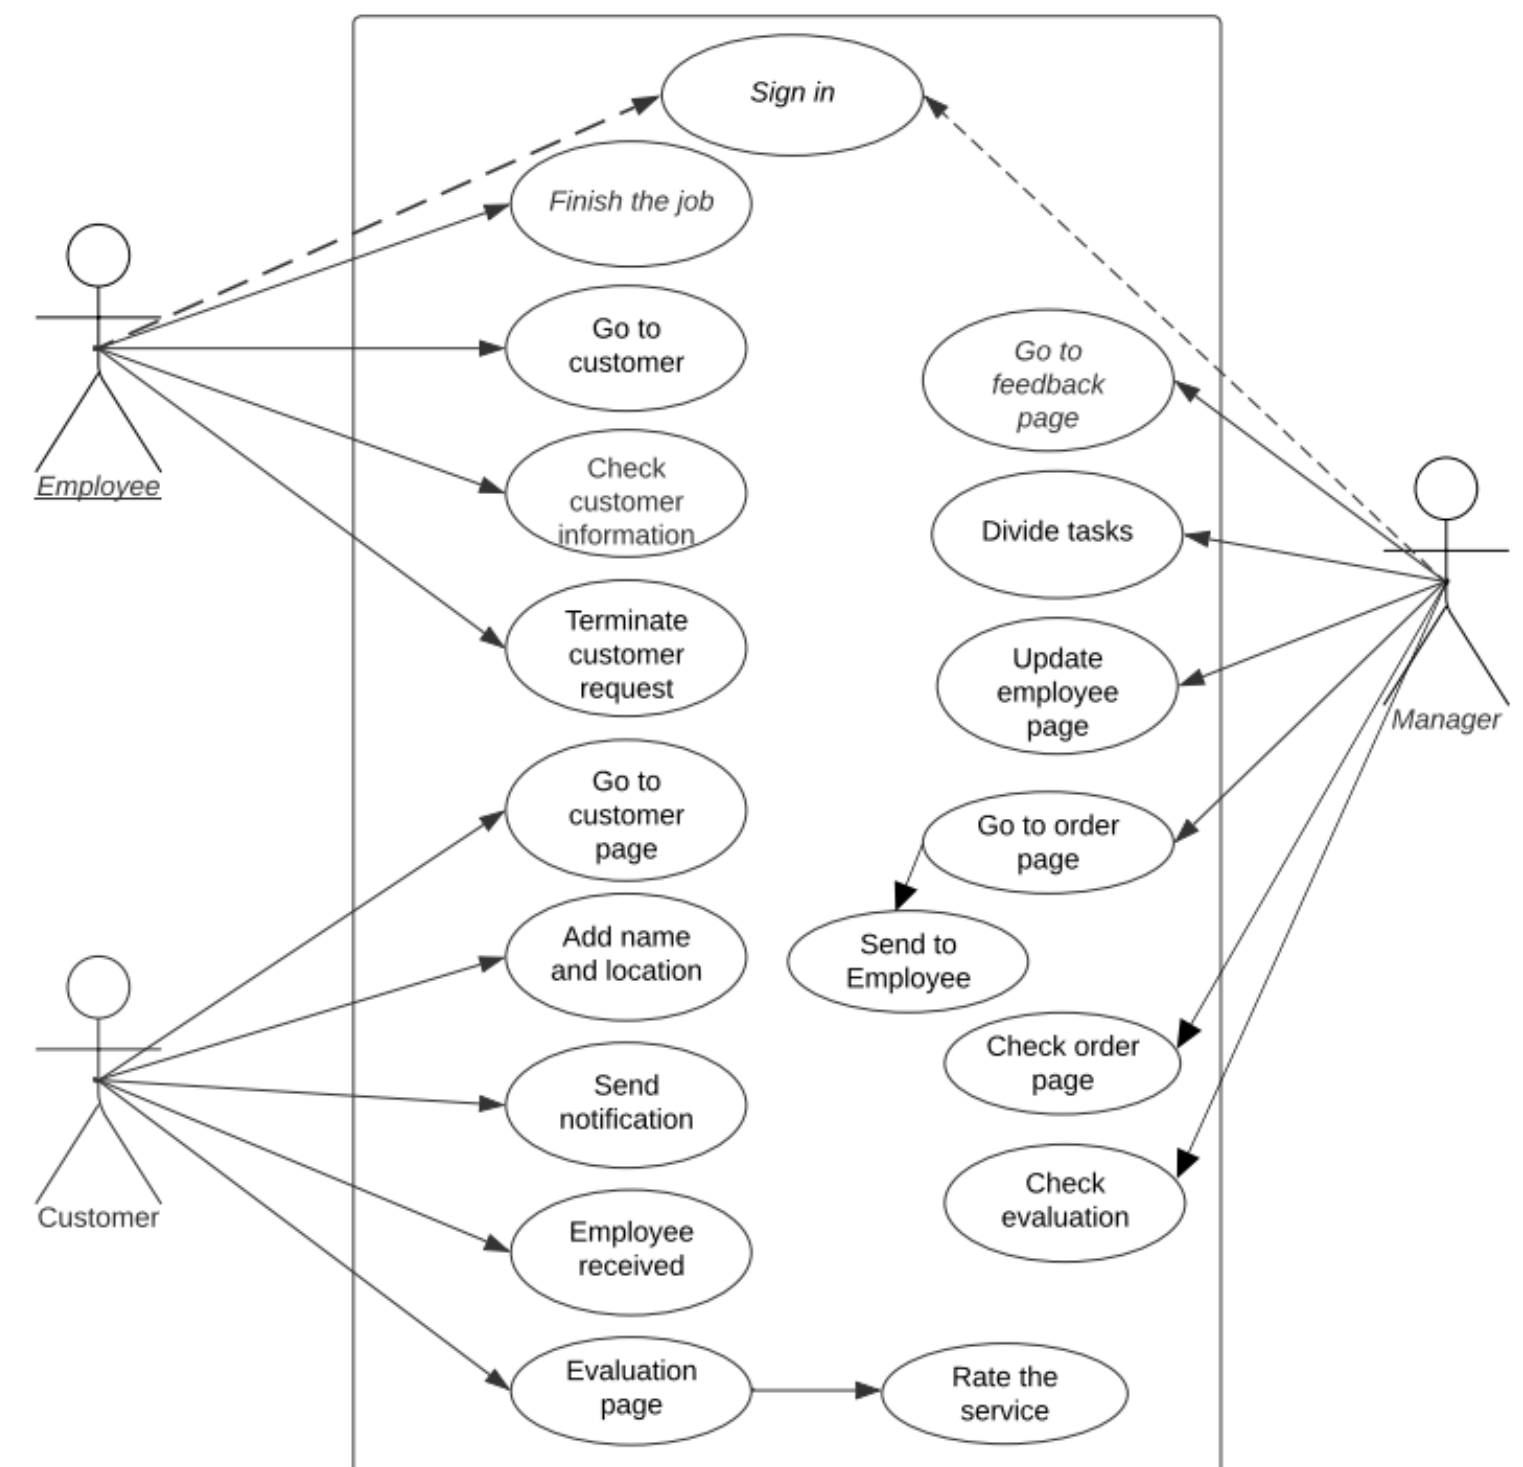 Sign in
Finish the job
Go to
customer
Go to
feedback
page
Check
customer
information
Employee
Divide tasks
Terminate
customer
request
Update
employee
page
Manager
Go to
customer
page
Go to order
page
Add name
and location
Send to
Employee
Check order
page
Send
notification
Customer
Check
evaluation
Employee
received
Evaluation
page
Rate the
service